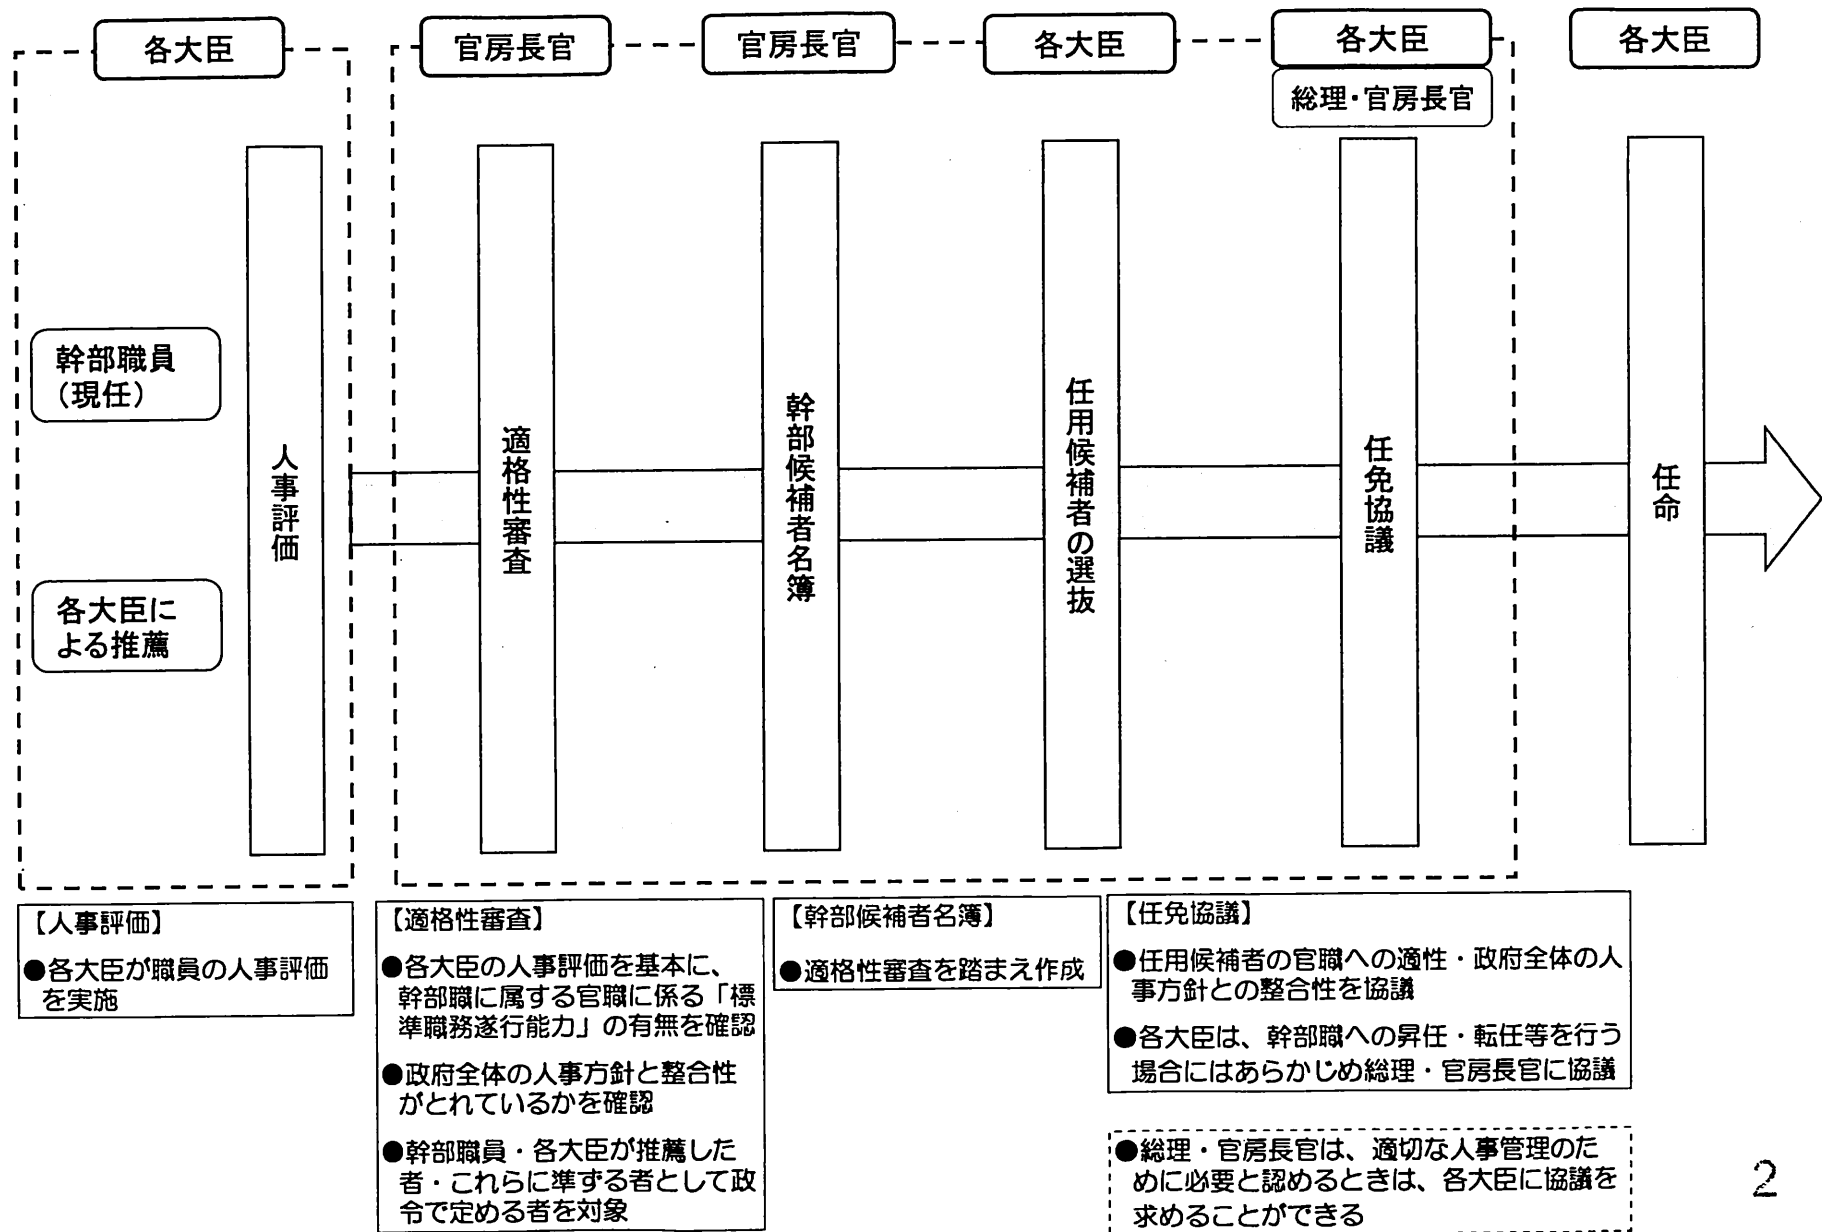 各大臣
官房長官
官房長官
各大臣
各大臣
総理・官房長官
各大臣
幹部職員
(現任)
各大臣に
よる推薦
人事評価
適格性審査
幹部候補者名簿
任用候補者の選抜
任免協議
任命
【人事評価】
●各大臣が職員の人事評価
を実施
【適格性審査】
●各大臣の人事評価を基本に、
幹部職に属する官職に係る「標
準職務遂行能力」の有無を確認
●政府全体の人事方針と整合性
がとれているかを確認
●幹部職員・各大臣が推薦した
者・これらに準ずる者として政
令で定める者を対象
【幹部候補者名簿】
●適格性審査を踏まえ作成
【任免協議】
●任用候補者の官職への適性・政府全体の人
事方針との整合性を協議
●各大臣は、幹部職への昇任・転任等を行う
場合にはあらかじめ総理・官房長官に協議
●総理・官房長官は、適切な人事管理のた
めに必要と認めるときは、各大臣に協議を
求めることができる
2